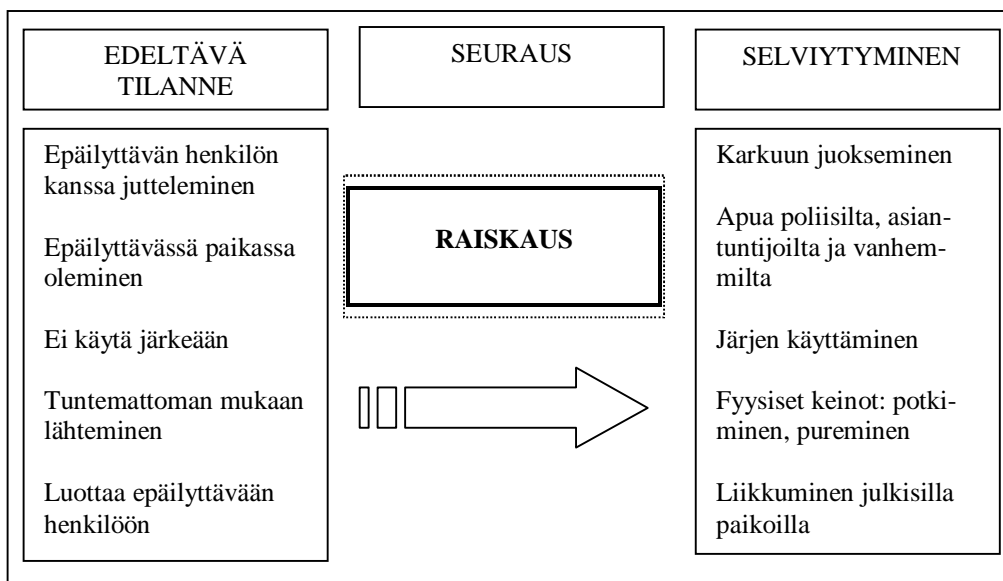 EDELTÄVÄ
TILANNE
SEURAUS
SELVIYTYMINEN
Epäilyttävän henkilön
kanssa jutteleminen
Epäilyttävässä paikassa
oleminen
Ei käytä järkeään
Tuntemattoman mukaan
lähteminen
Luottaa epäilyttävään
henkilöön
RAISKAUS
Karkuun juokseminen
Apua poliisilta, asian-
tuntijoilta ja vanhem-
milta
Järjen käyttäminen
Fyysiset keinot: potki-
minen, pureminen
Liikkuminen julkisilla
paikoilla